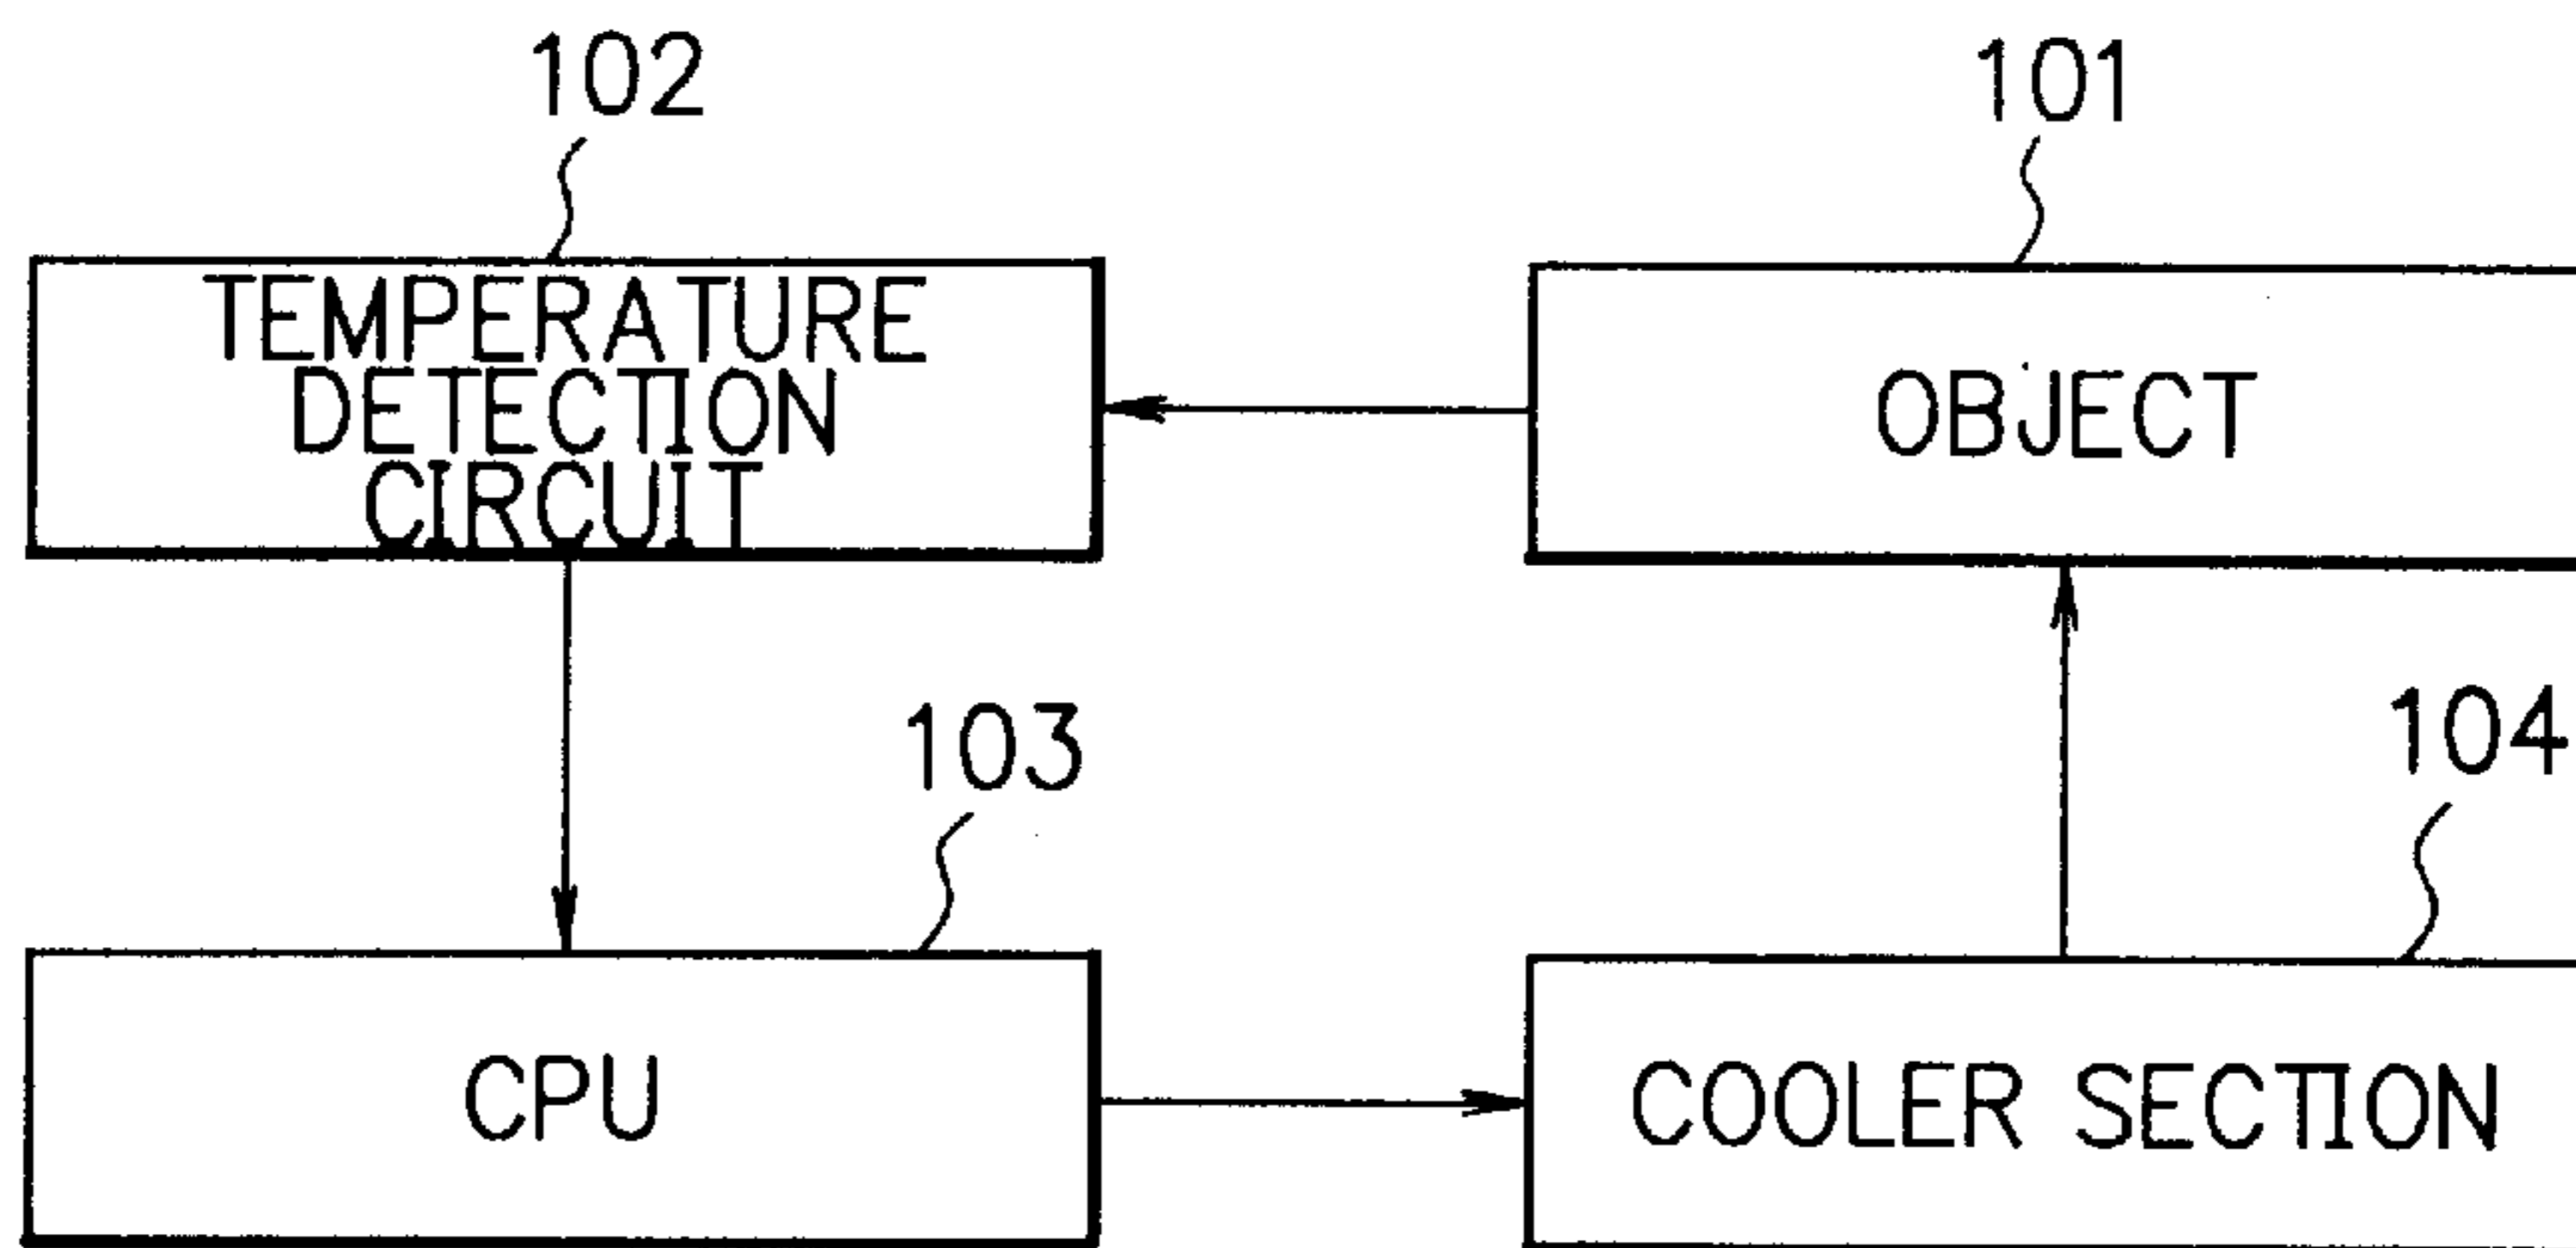 102
101
TEMPERATURE
DETECTION
CIRCUIT
OBJECT
103
104
CPU
COOLER SECTION